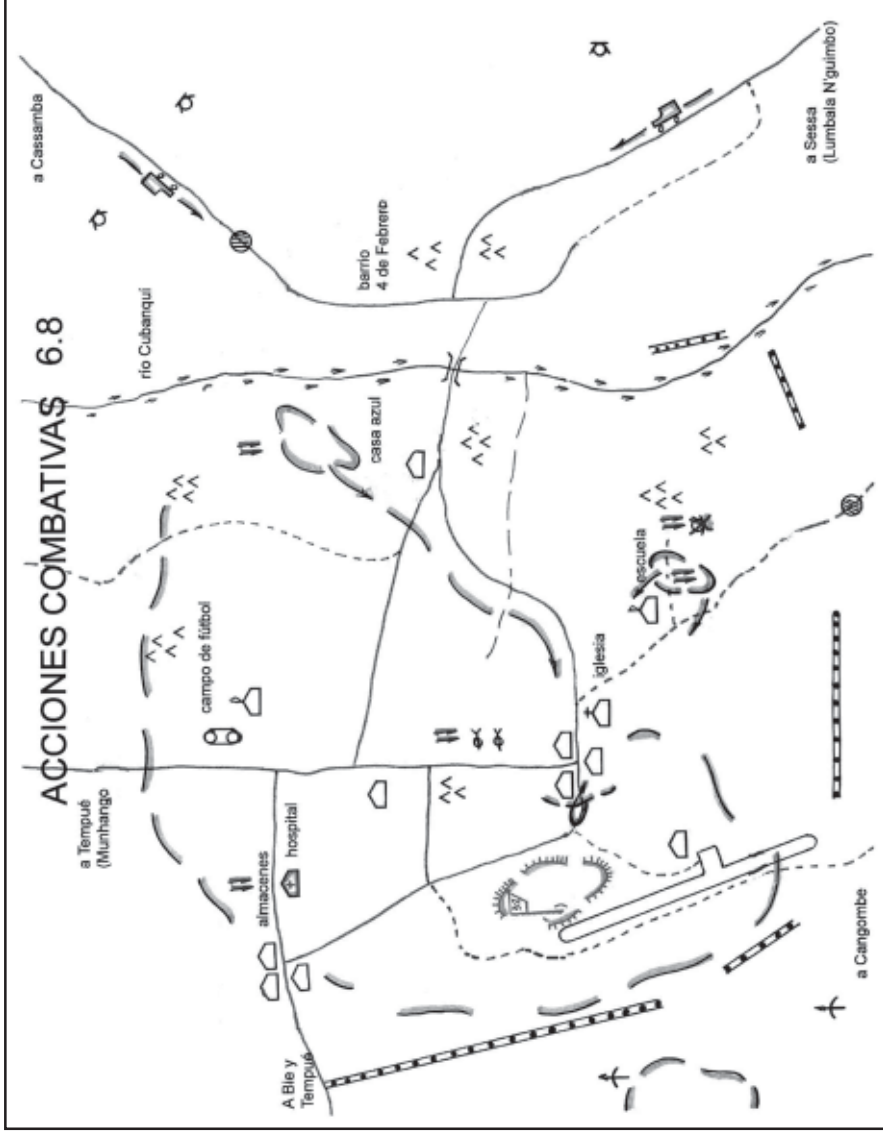 ACCIONES COMBATIVAS 6.8
a Tempué
(Munhango)
campo de fútbol
río Cubanqui
a Cassamba
almacenes
hospital
casa azul
barrio
4 de Febrero
A Bie y
Tempué
iglesia
escuela
a Cangombe
a Sessa
(Lumbala N'guimbo)